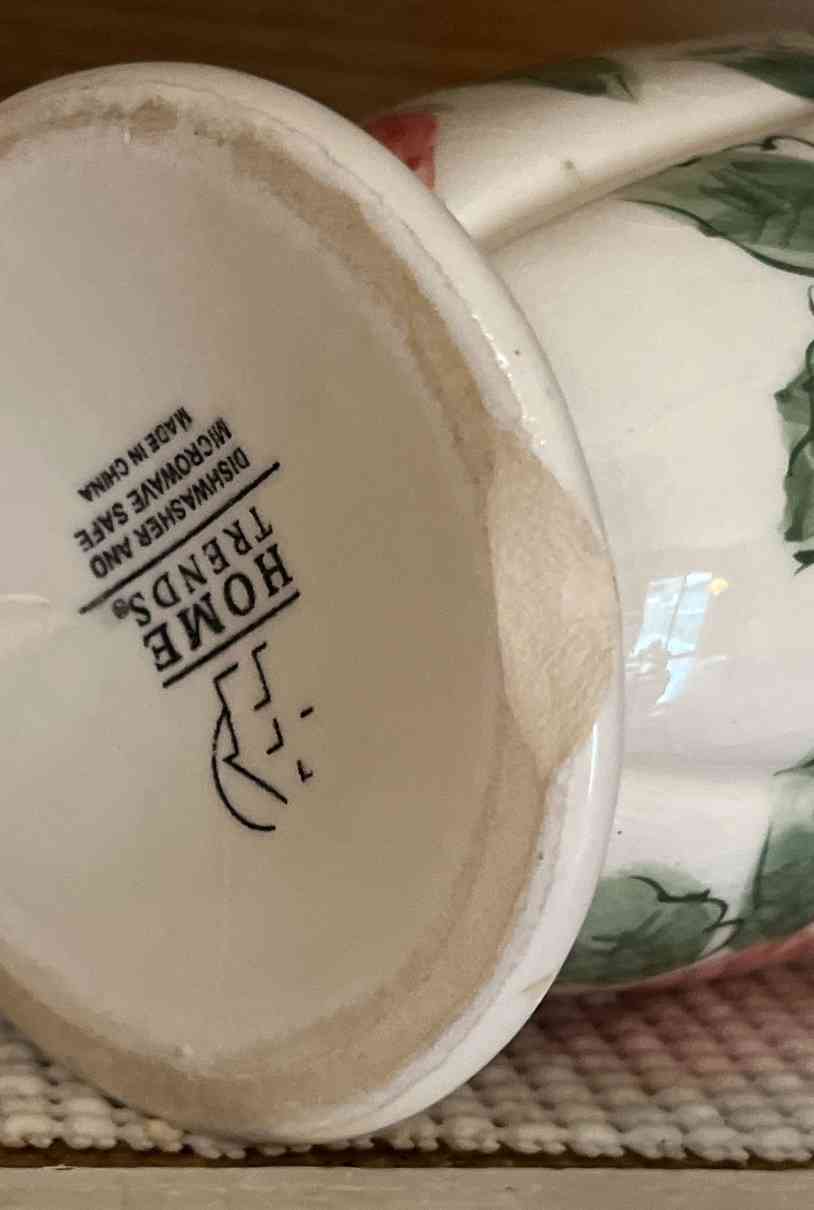 HOME
TRENDS®
DISHWASHER AND
MICROWAVE SAFE
MADE IN CHINA